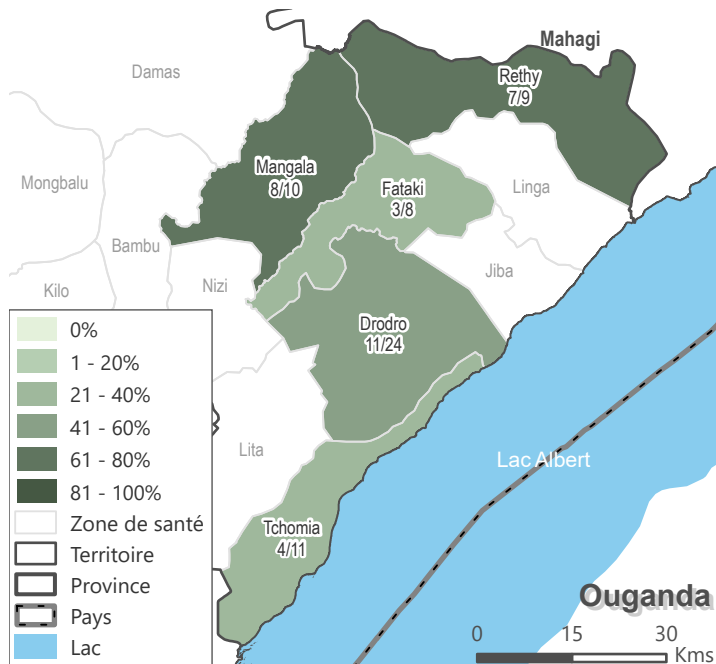 Mahagi
Damas
Rethy
7/9
Mangala
8/10
Mongbalu
Fataki
3/8
Linga
Bambu
Nizi
Jiba
Kilo
Drodro
11/24
0%
1 - 20%
21 - 40%
41 - 60%
61 - 80%
81 - 100%
Zone de santé
Territoire
Province
Pays
Lac
Lita
Lac Albert
Tchomia
4/11
Ouganda
0 15 30
Kms